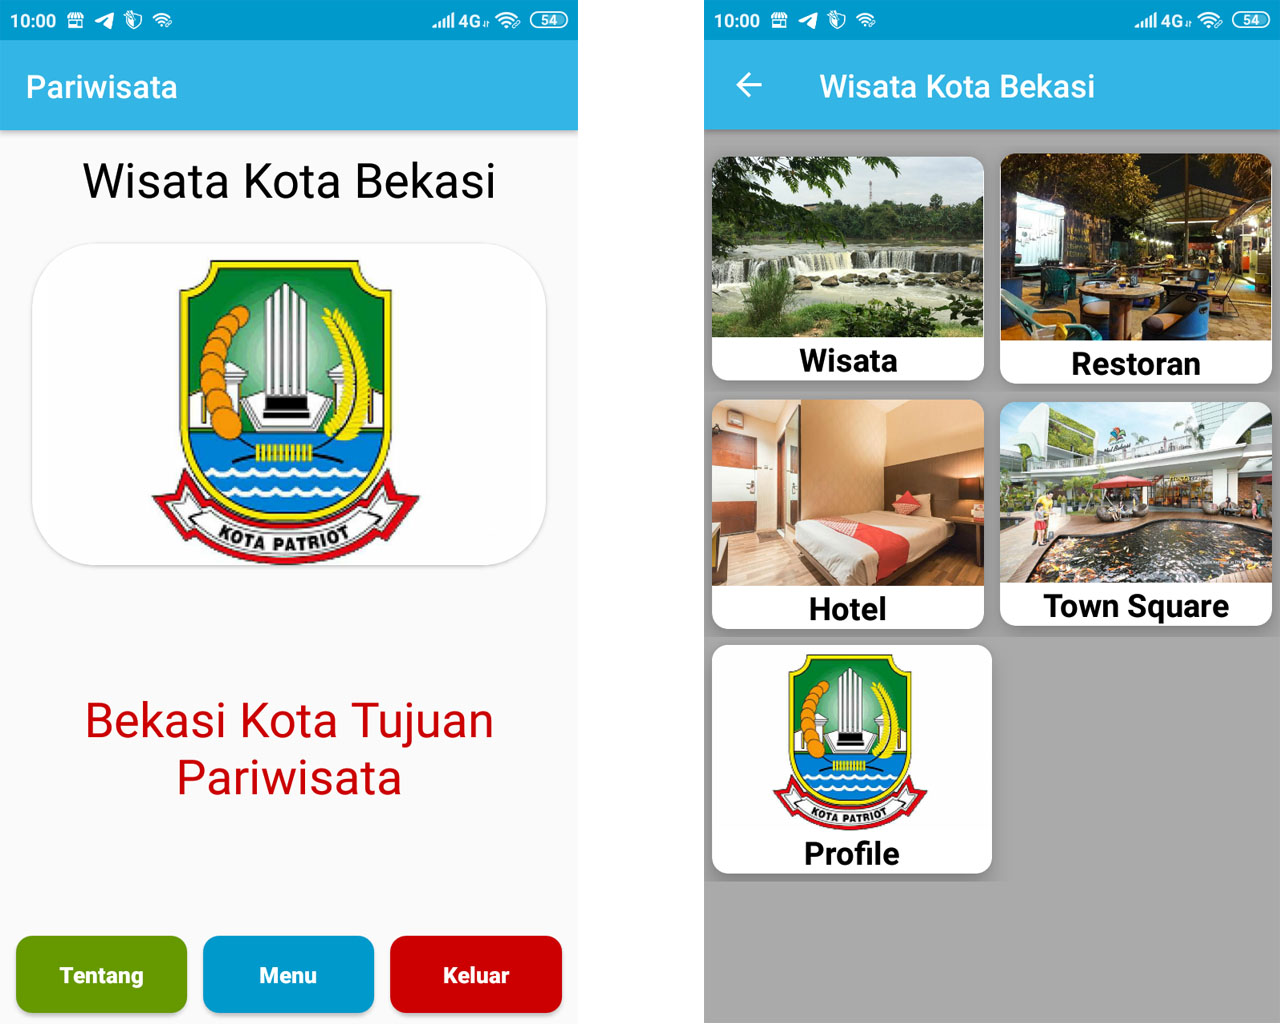 10:00
4G
54
Pariwisata
Wisata Kota Bekasi
KOTA PATRIOT
Bekasi Kota Tujuan
Pariwisata
Tentang
Menu
Keluar
10:00
4G
54
Wisata Kota Bekasi
Wisata
Restoran
Hotel
Town Square
KOTA PATRIOT
Profile